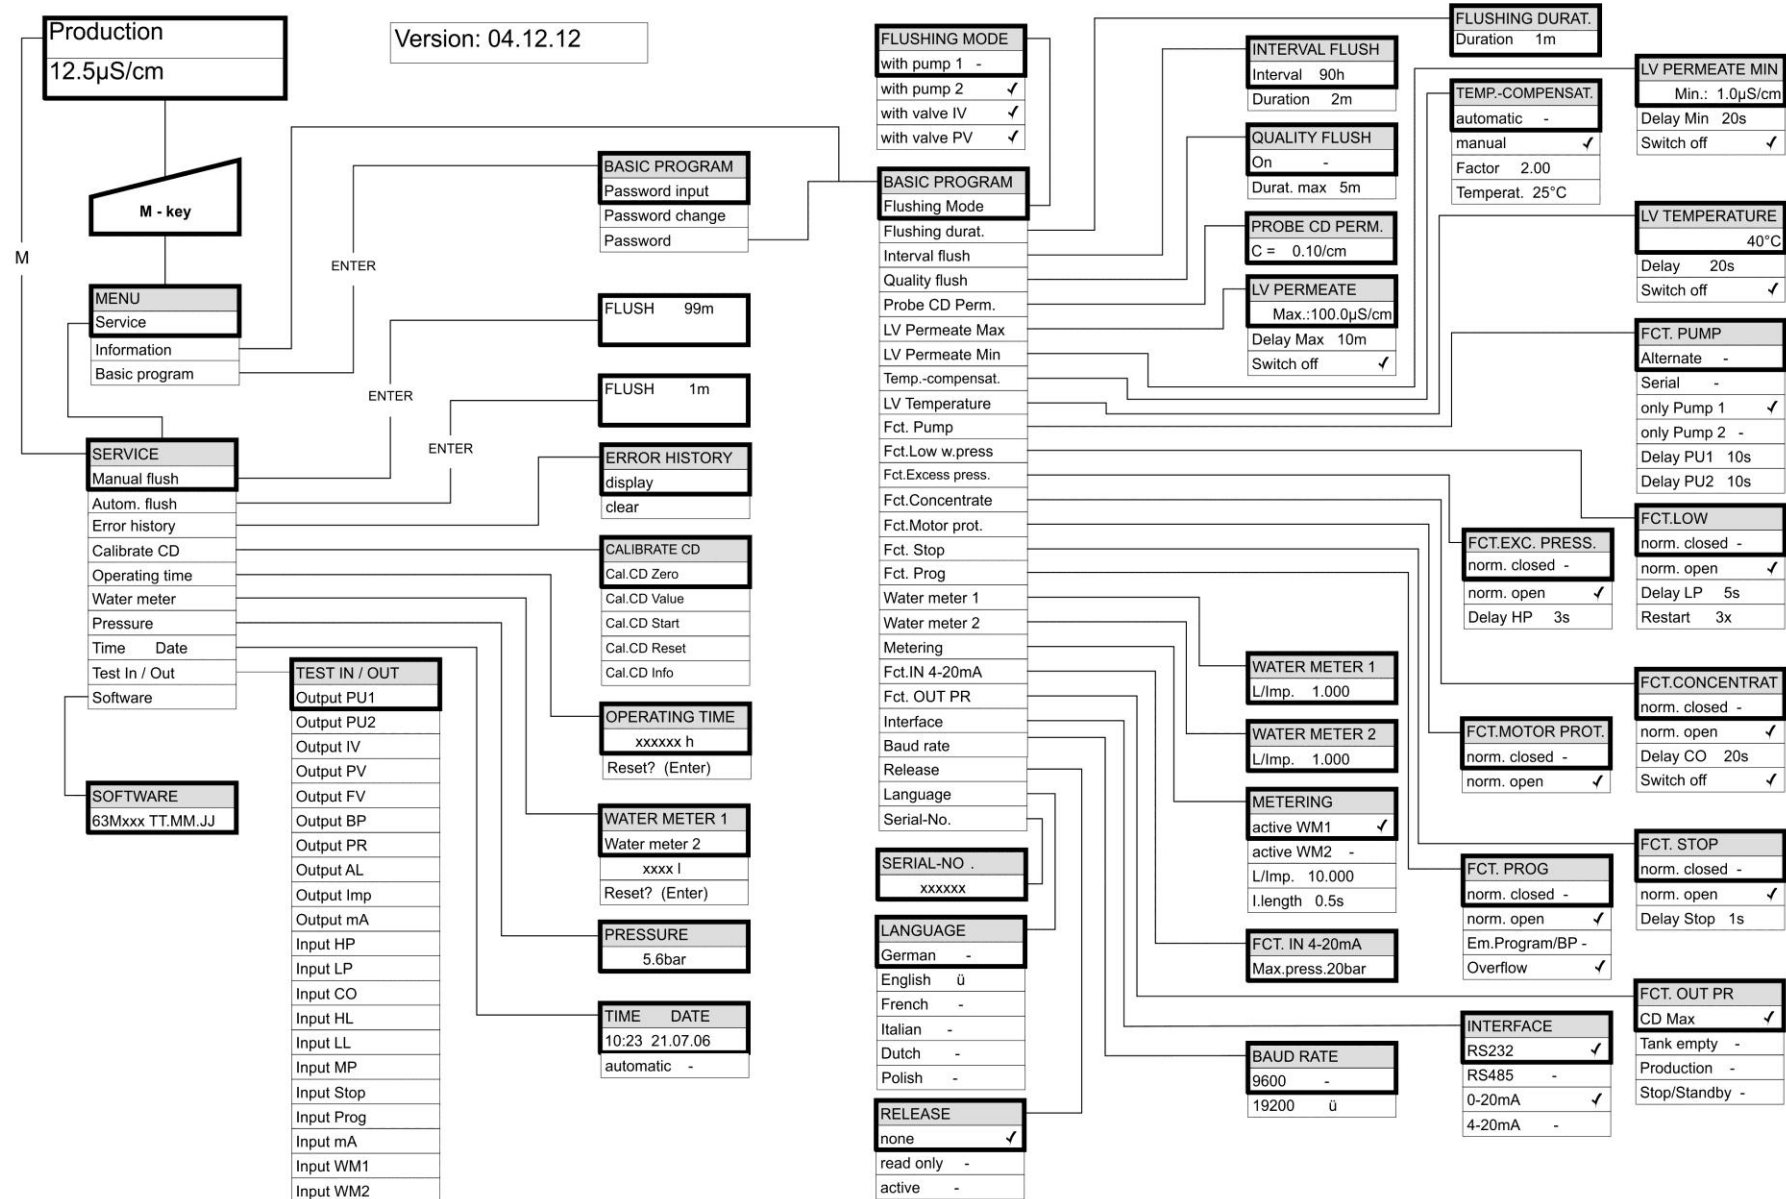 Production
12.5µS/cm
Version: 04.12.12
M - key
M
MENU
Service
Information
Basic program
SERVICE
Manual flush
Autom. flush
Error history
Calibrate CD
Operating time
Water meter
Pressure
Time Date
Test In / Out
Software
SOFTWARE
63Mxxx TT.MM.JJ
TEST IN / OUT
Output PU1
Output PU2
Output IV
Output PV
Output FV
Output BP
Output PR
Output AL
Output Imp
Output mA
Input HP
Input LP
Input CO
Input HL
Input LL
Input MP
Input Stop
Input Prog
Input mA
Input WM1
Input WM2
ENTER
ENTER
ENTER
BASIC PROGRAM
Password input
Password change
Password
FLUSH 99m
FLUSH 1m
ERROR HISTORY
display
clear
CALIBRATE CD
Cal.CD Zero
Cal.CD Value
Cal.CD Start
Cal.CD Reset
Cal.CD Info
OPERATING TIME
xxxxxx h
Reset? (Enter)
WATER METER 1
Water meter 2
xxxx l
Reset? (Enter)
PRESSURE
5.6bar
TIME DATE
10:23 21.07.06
automatic -
FLUSHING MODE
with pump 1 -
with pump 2 ✓
with valve IV ✓
with valve PV ✓
BASIC PROGRAM
Flushing Mode
Flushing durat.
Interval flush
Quality flush
Probe CD Perm.
LV Permeate Max
LV Permeate Min
Temp.-compensat.
LV Temperature
Fct. Pump
Fct.Low w.press
Fct.Excess press.
Fct.Concentrate
Fct.Motor prot.
Fct. Stop
Fct. Prog
Water meter 1
Water meter 2
Metering
Fct.IN 4-20mA
Fct. OUT PR
Interface
Baud rate
Release
Language
Serial-No.
SERIAL-NO .
xxxxxx
LANGUAGE
German -
English ü
French -
Italian -
Dutch -
Polish -
RELEASE
none ✓
read only -
active -
INTERVAL FLUSH
Interval 90h
Duration 2m
QUALITY FLUSH
On -
Durat. max 5m
PROBE CD PERM.
C = 0.10/cm
LV PERMEATE
Max.:100.0µS/cm
Delay Max 10m
Switch off ✓
WATER METER 1
L/Imp. 1.000
WATER METER 2
L/Imp. 1.000
METERING
active WM1 ✓
active WM2 -
L/Imp. 10.000
I.length 0.5s
FCT. IN 4-20mA
Max.press.20bar
BAUD RATE
9600 -
19200 ü
FLUSHING DURAT.
Duration 1m
TEMP.-COMPENSAT.
automatic -
manual ✓
Factor 2.00
Temperat. 25°C
FCT.EXC. PRESS.
norm. closed -
norm. open ✓
Delay HP 3s
FCT.MOTOR PROT.
norm. closed -
norm. open ✓
FCT. PROG
norm. closed -
norm. open ✓
Em.Program/BP -
Overflow ✓
INTERFACE
RS232 ✓
RS485 -
0-20mA ✓
4-20mA -
LV PERMEATE MIN
Min.: 1.0µS/cm
Delay Min 20s
Switch off ✓
LV TEMPERATURE
40°C
Delay 20s
Switch off ✓
FCT. PUMP
Alternate -
Serial -
only Pump 1 ✓
only Pump 2 -
Delay PU1 10s
Delay PU2 10s
FCT.LOW
norm. closed -
norm. open ✓
Delay LP 5s
Restart 3x
FCT.CONCENTRAT
norm. closed -
norm. open ✓
Delay CO 20s
Switch off ✓
FCT. STOP
norm. closed -
norm. open ✓
Delay Stop 1s
FCT. OUT PR
CD Max ✓
Tank empty -
Production -
Stop/Standby -